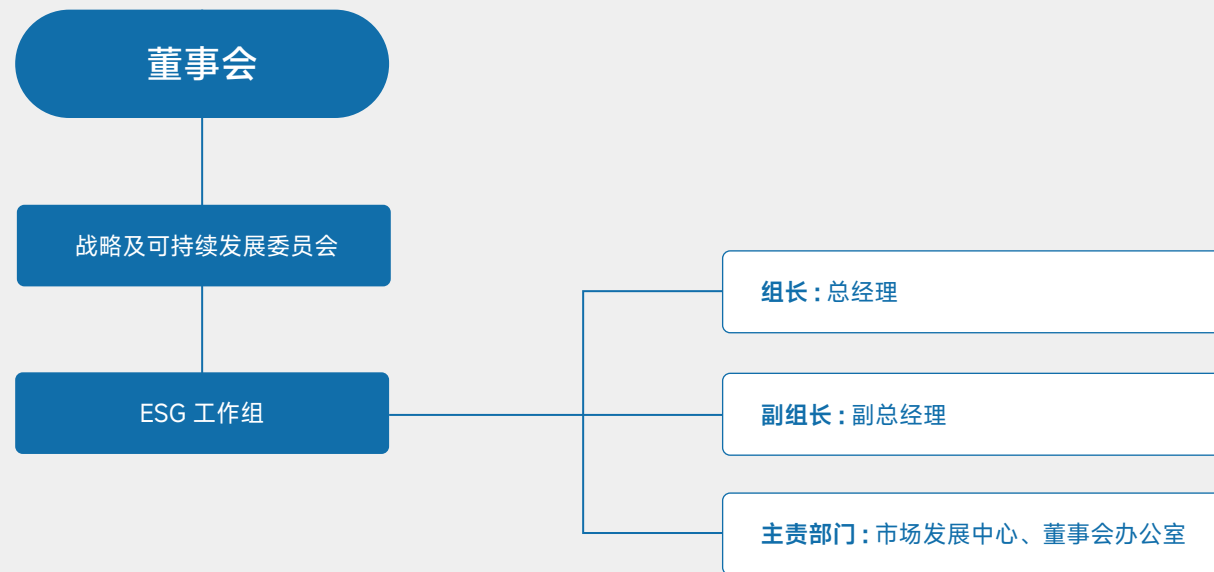 董事会
战略及可持续发展委员会
ESG 工作组
组长 : 总经理
副组长 : 副总经理
主责部门 : 市场发展中心、董事会办公室